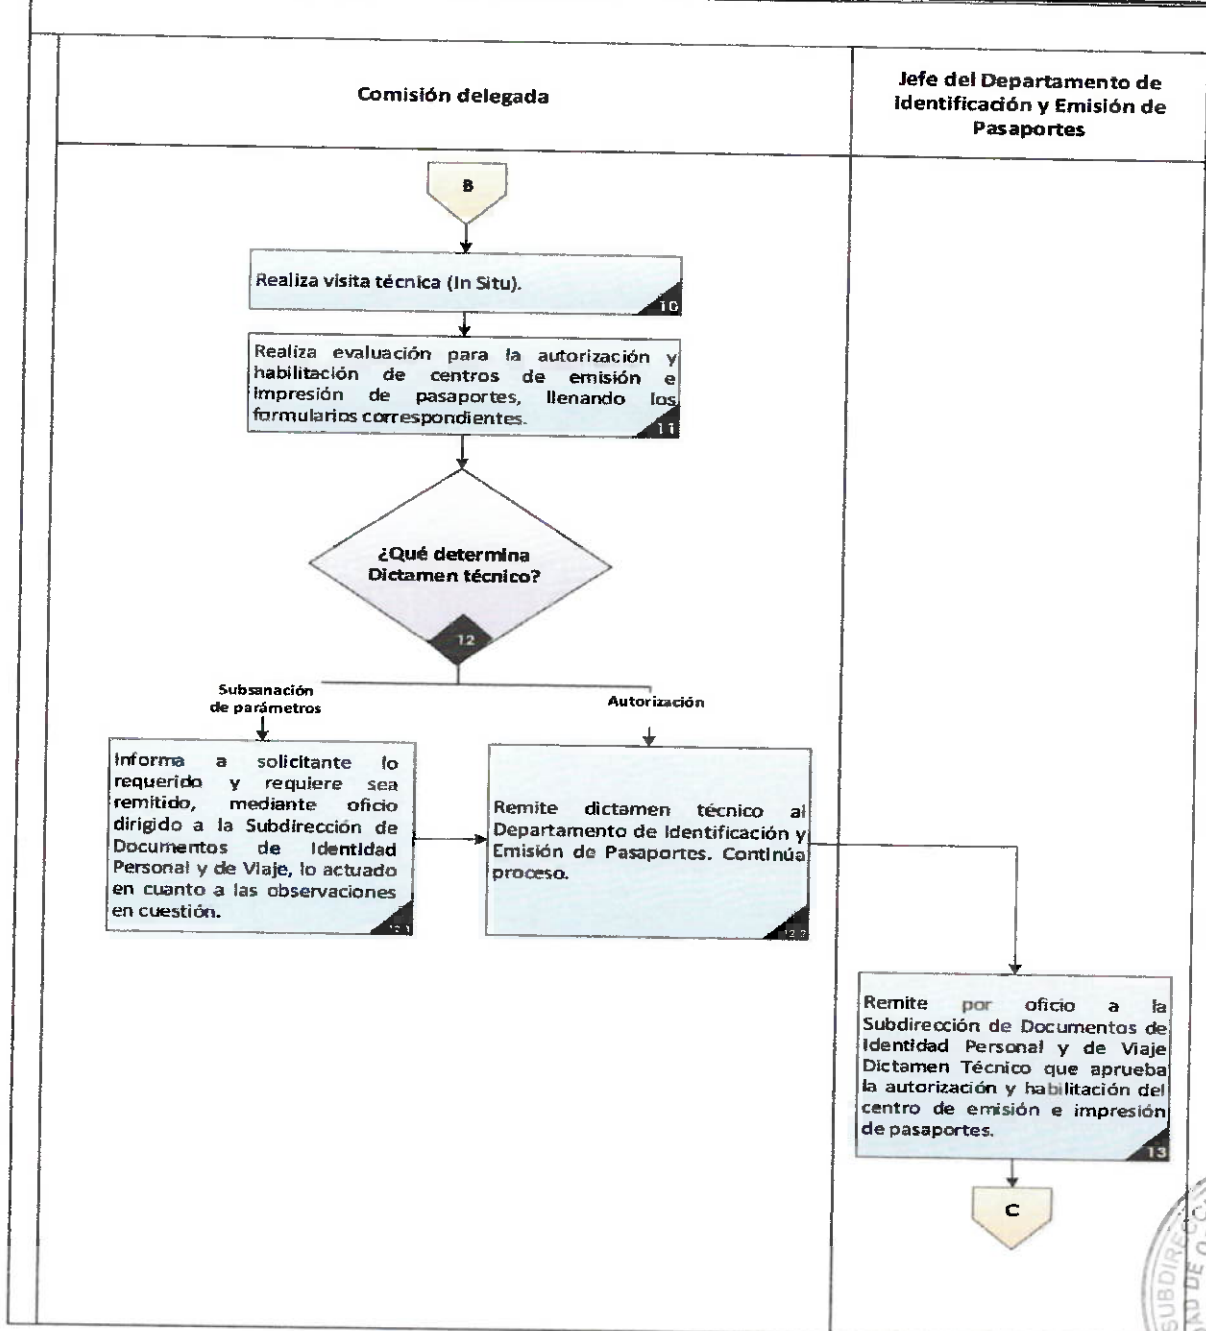 Comisión delegada
Jefe del Departamento de
Identificación y Emisión de
Pasaportes
B
Realiza visita técnica (In Situ).
10
Realiza evaluación para la autorización y
habilitación de centros de emisión e
impresión de pasaportes, llenando los
formularios correspondientes.
11
¿Qué determina
Dictamen técnico?
12
Subsanación
de parámetros
Autorización
Informa a solicitante lo
requerido y requiere sea
remitido, mediante oficio
dirigido a la Subdirección de
Documentos de Identidad
Personal y de Viaje, lo actuado
en cuanto a las observaciones
en cuestión.
12.1
Remite dictamen técnico al
Departamento de Identificación y
Emisión de Pasaportes. Continúa
proceso.
12.2
Remite por oficio a la
Subdirección de Documentos de
Identidad Personal y de Viaje
Dictamen Técnico que aprueba
la autorización y habilitación del
centro de emisión e impresión
de pasaportes.
13
C